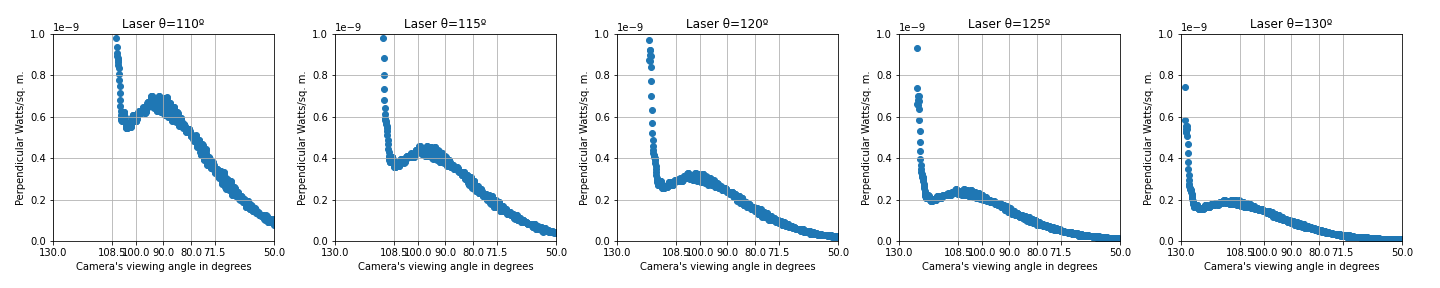 Laser θ=110º
1e−9
Perpendicular Watts/sq. m.
1.0
0.8
0.6
0.4
0.2
0.0
130.0 108.5 100.0 90.0 80.0 71.5 50.0
Camera's viewing angle in degrees
Laser θ=115º
1e−9
Perpendicular Watts/sq. m.
1.0
0.8
0.6
0.4
0.2
0.0
130.0 108.5 100.0 90.0 80.0 71.5 50.0
Camera's viewing angle in degrees
Laser θ=120º
1e−9
Perpendicular Watts/sq. m.
1.0
0.8
0.6
0.4
0.2
0.0
130.0 108.5 100.0 90.0 80.0 71.5 50.0
Camera's viewing angle in degrees
Laser θ=125º
1e−9
Perpendicular Watts/sq. m.
1.0
0.8
0.6
0.4
0.2
0.0
130.0 108.5 100.0 90.0 80.0 71.5 50.0
Camera's viewing angle in degrees
Laser θ=130º
1e−9
Perpendicular Watts/sq. m.
1.0
0.8
0.6
0.4
0.2
0.0
130.0 108.5 100.0 90.0 80.0 71.5 50.0
Camera's viewing angle in degrees